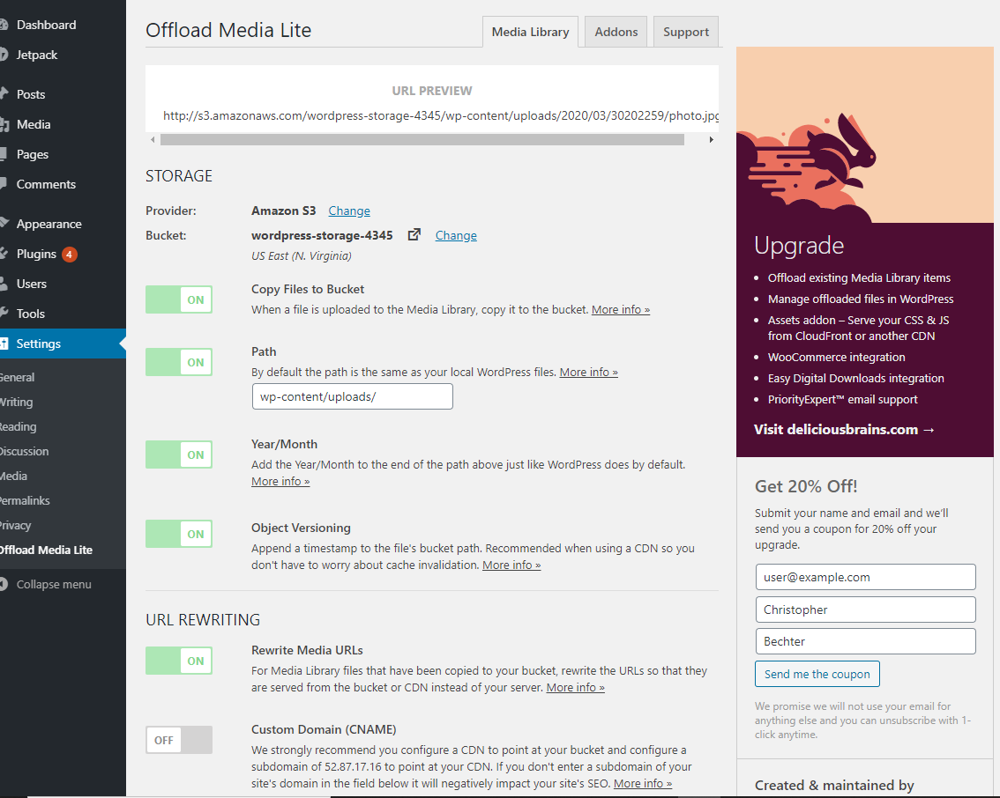 Dashboard
Jetpack
Posts
Media
Pages
Comments
Appearance
Plugins 4
Users
Tools
Settings
General
Writing
Reading
Discussion
Media
Permalinks
Privacy
Offload Media Lite
Collapse menu
Offload Media Lite
Media Library
Addons
Support
URL PREVIEW
http://s3.amazonaws.com/wordpress-storage-4345/wp-content/uploads/2020/03/30202259/photo.jpg
STORAGE
Provider: Amazon S3 Change
Bucket: wordpress-storage-4345 Change
US East (N. Virginia)
ON
Copy Files to Bucket
When a file is uploaded to the Media Library, copy it to the bucket. More info »
ON
Path
By default the path is the same as your local WordPress files. More info »
wp-content/uploads/
ON
Year/Month
Add the Year/Month to the end of the path above just like WordPress does by default.
More info »
ON
Object Versioning
Append a timestamp to the file's bucket path. Recommended when using a CDN so you
don't have to worry about cache invalidation. More info »
URL REWRITING
ON
Rewrite Media URLs
For Media Library files that have been copied to your bucket, rewrite the URLs so that they
are served from the bucket or CDN instead of your server. More info »
OFF
Custom Domain (CNAME)
We strongly recommend you configure a CDN to point at your bucket and configure a
subdomain of 52.87.17.16 to point at your CDN. If you don't enter a subdomain of your
site's domain in the field below it will negatively impact your site's SEO. More info »
Upgrade
• Offload existing Media Library items
• Manage offloaded files in WordPress
• Assets addon – Serve your CSS & JS
from CloudFront or another CDN
• WooCommerce integration
• Easy Digital Downloads integration
• PriorityExpert™ email support
Visit deliciousbrains.com →
Get 20% Off!
Submit your name and email and we'll
send you a coupon for 20% off your
upgrade.
user@example.com
Christopher
Bechter
Send me the coupon
We promise we will not use your email for
anything else and you can unsubscribe with 1-
click anytime.
Created & maintained by